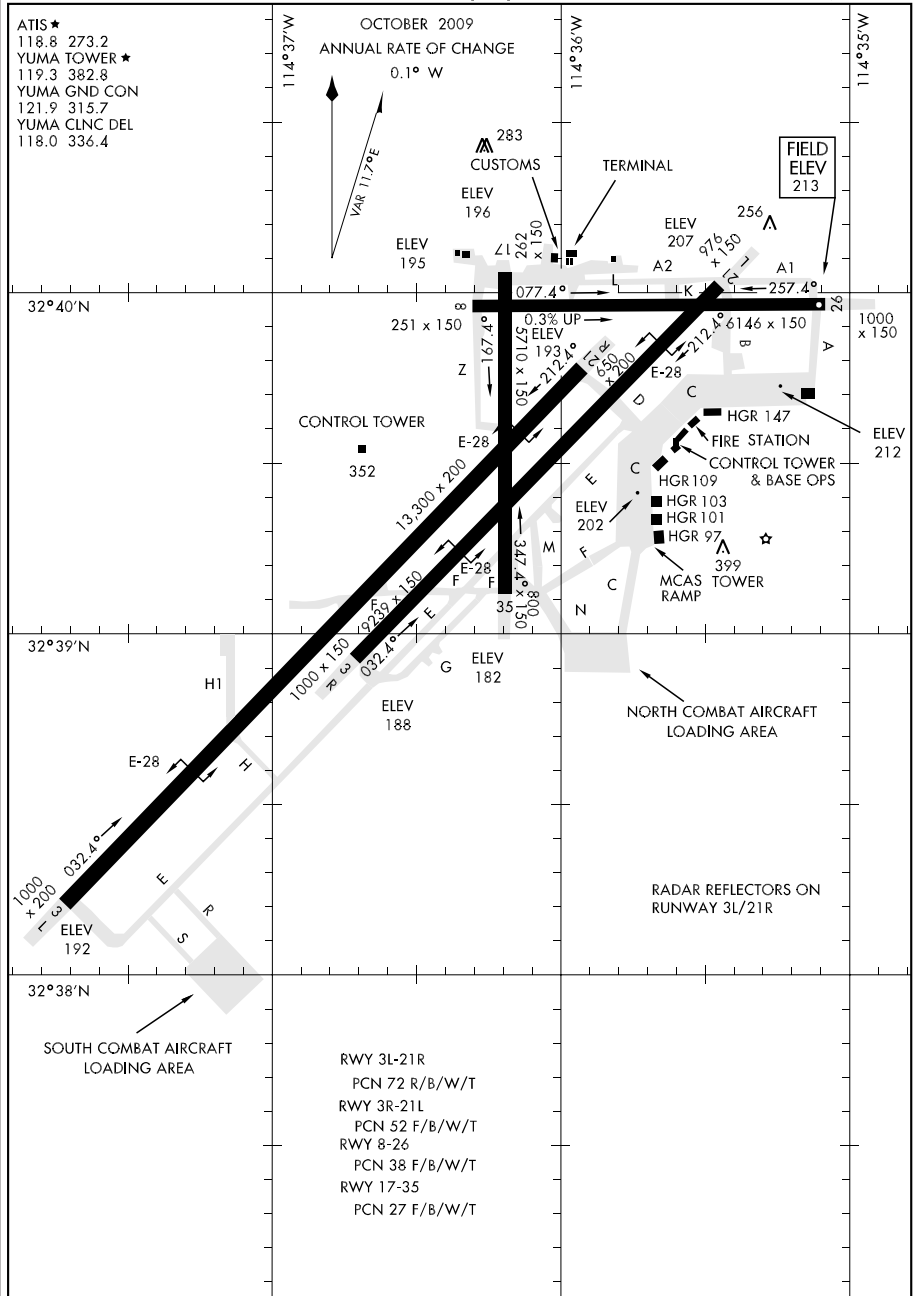 ATIS ★
118.8 273.2
YUMA TOWER ★
119.3 382.8
YUMA GND CON
121.9 315.7
YUMA CLNC DEL
118.0 336.4
OCTOBER 2009
ANNUAL RATE OF CHANGE
0.1° W
VAR 11.7°E
114°37'W
114°36'W
114°35'W
283
CUSTOMS
TERMINAL
FIELD
ELEV
213
ELEV
196
ELEV
195
17
262
x 150
ELEV
207
256
976
x 150
21L
L
A2
K
A1
32°40'N
077.4°
257.4°
8
26
251 x 150
0.3% UP
6146 x 150
1000
x 150
ELEV
193
167.4°
5710 x 150
212.4°
21R
650
x 200
212.4°
E-28
B
A
Z
D
C
CONTROL TOWER
352
E-28
HGR 147
FIRE STATION
CONTROL TOWER
& BASE OPS
ELEV
212
13,300 x 200
E
C
HGR 109
ELEV
202
HGR 103
HGR 101
HGR 97
399
TOWER
MCAS
RAMP
E-28
F
F
F
347.4°
M
F
C
N
35
800
x 150
9239 x 150
E
32°39'N
1000 x 150
3R
032.4°
G
ELEV
182
ELEV
188
H1
NORTH COMBAT AIRCRAFT
LOADING AREA
E-28
H
032.4°
1000
x 200
3L
ELEV
192
E
R
S
RADAR REFLECTORS ON
RUNWAY 3L/21R
32°38'N
SOUTH COMBAT AIRCRAFT
LOADING AREA
RWY 3L-21R
PCN 72 R/B/W/T
RWY 3R-21L
PCN 52 F/B/W/T
RWY 8-26
PCN 38 F/B/W/T
RWY 17-35
PCN 27 F/B/W/T